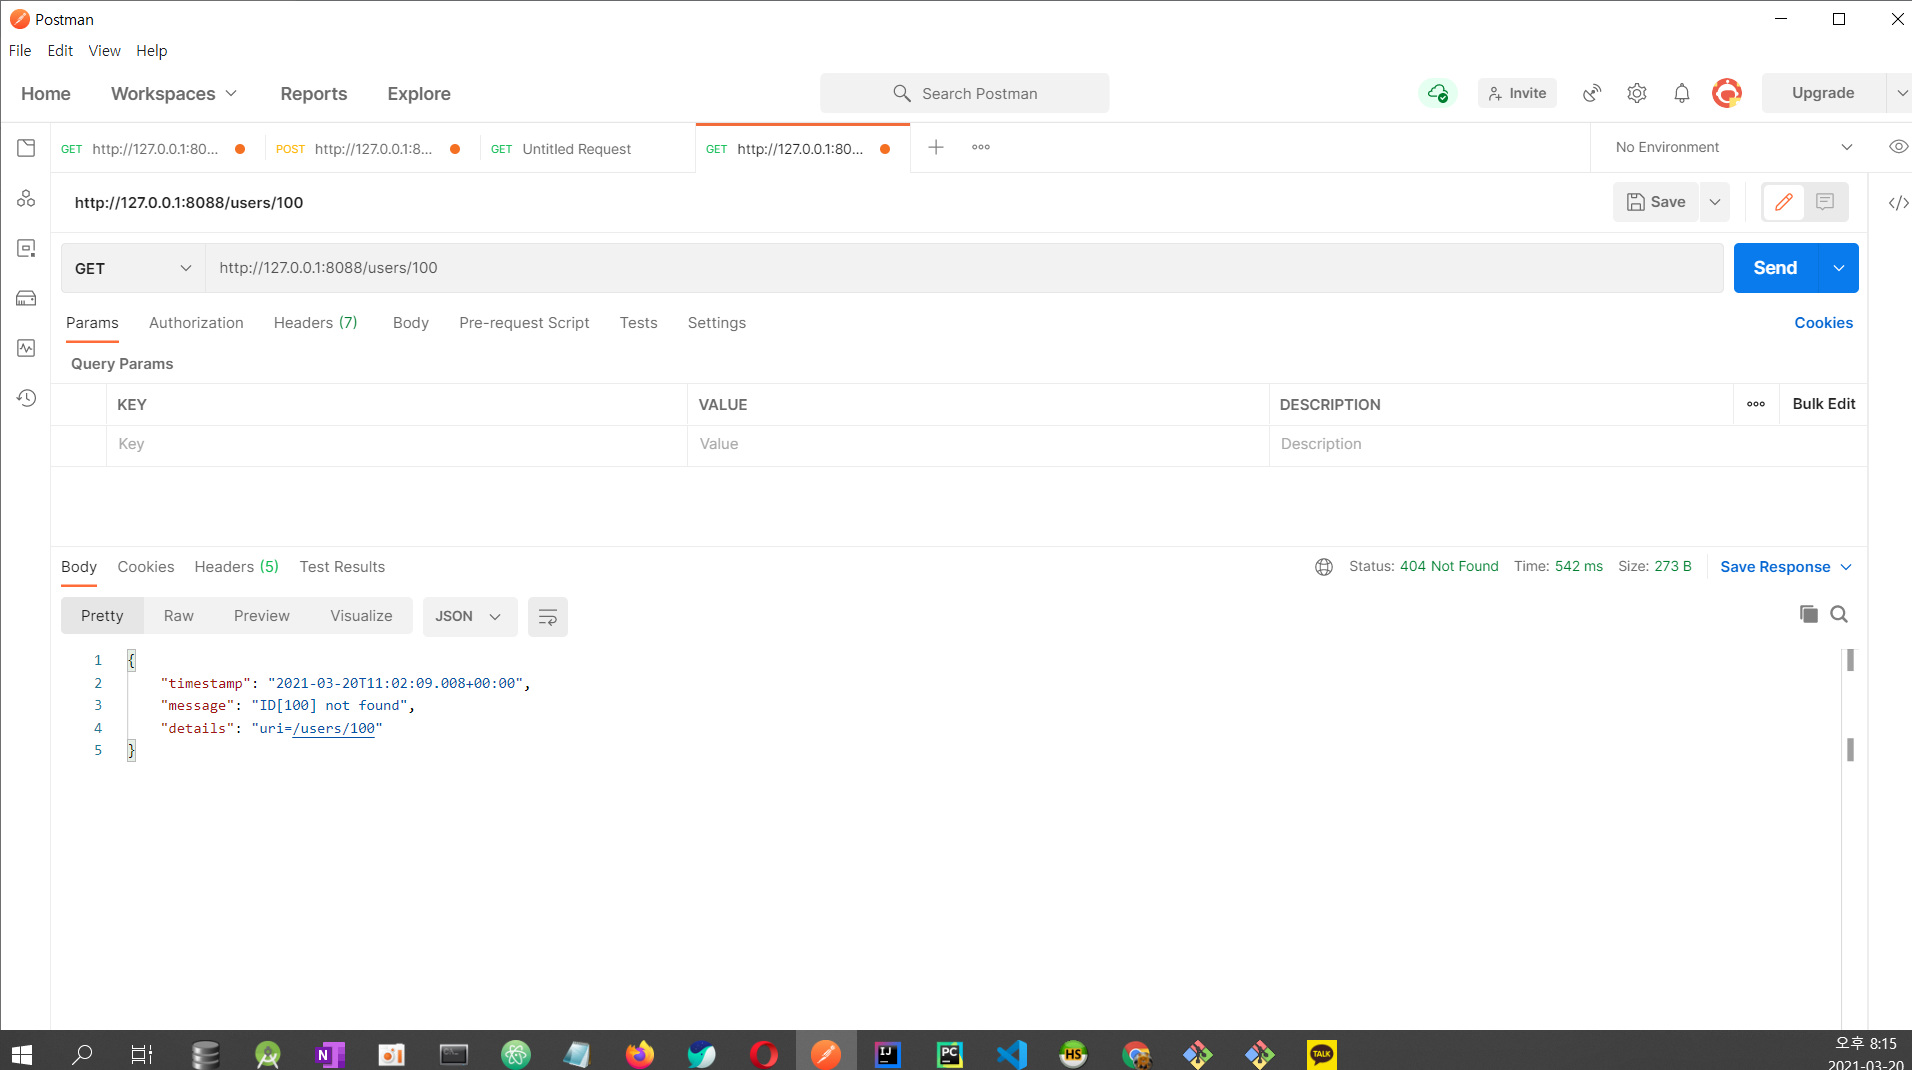 Postman
File Edit View Help
Home Workspaces Reports Explore Search Postman Invite Upgrade
GET http://127.0.0.1:80... POST http://127.0.0.1:8... GET Untitled Request GET http://127.0.0.1:80... No Environment
http://127.0.0.1:8088/users/100 Save
GET http://127.0.0.1:8088/users/100 Send
Params Authorization Headers (7) Body Pre-request Script Tests Settings Cookies
Query Params
KEY VALUE DESCRIPTION Bulk Edit
Key Value Description
Body Cookies Headers (5) Test Results Status: 404 Not Found Time: 542 ms Size: 273 B Save Response
Pretty Raw Preview Visualize JSON
1 {
2 "timestamp": "2021-03-20T11:02:09.008+00:00",
3 "message": "ID[100] not found",
4 "details": "uri=/users/100"
5 }
N IJ PC HS TALK
오후 8:15
2021-03-20